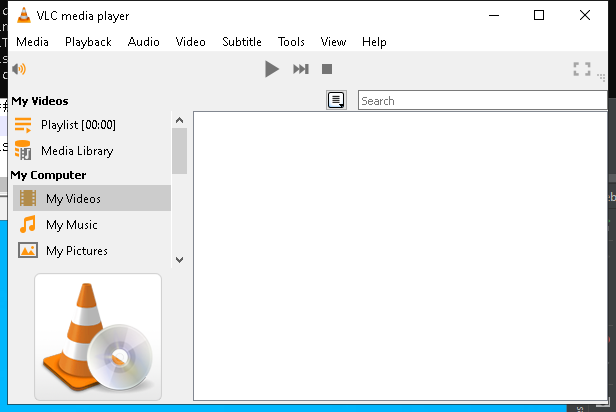 VLC media player
Media Playback Audio Video Subtitle Tools View Help
My Videos
Search
Playlist [00:00]
Media Library
My Computer
My Videos
My Music
My Pictures